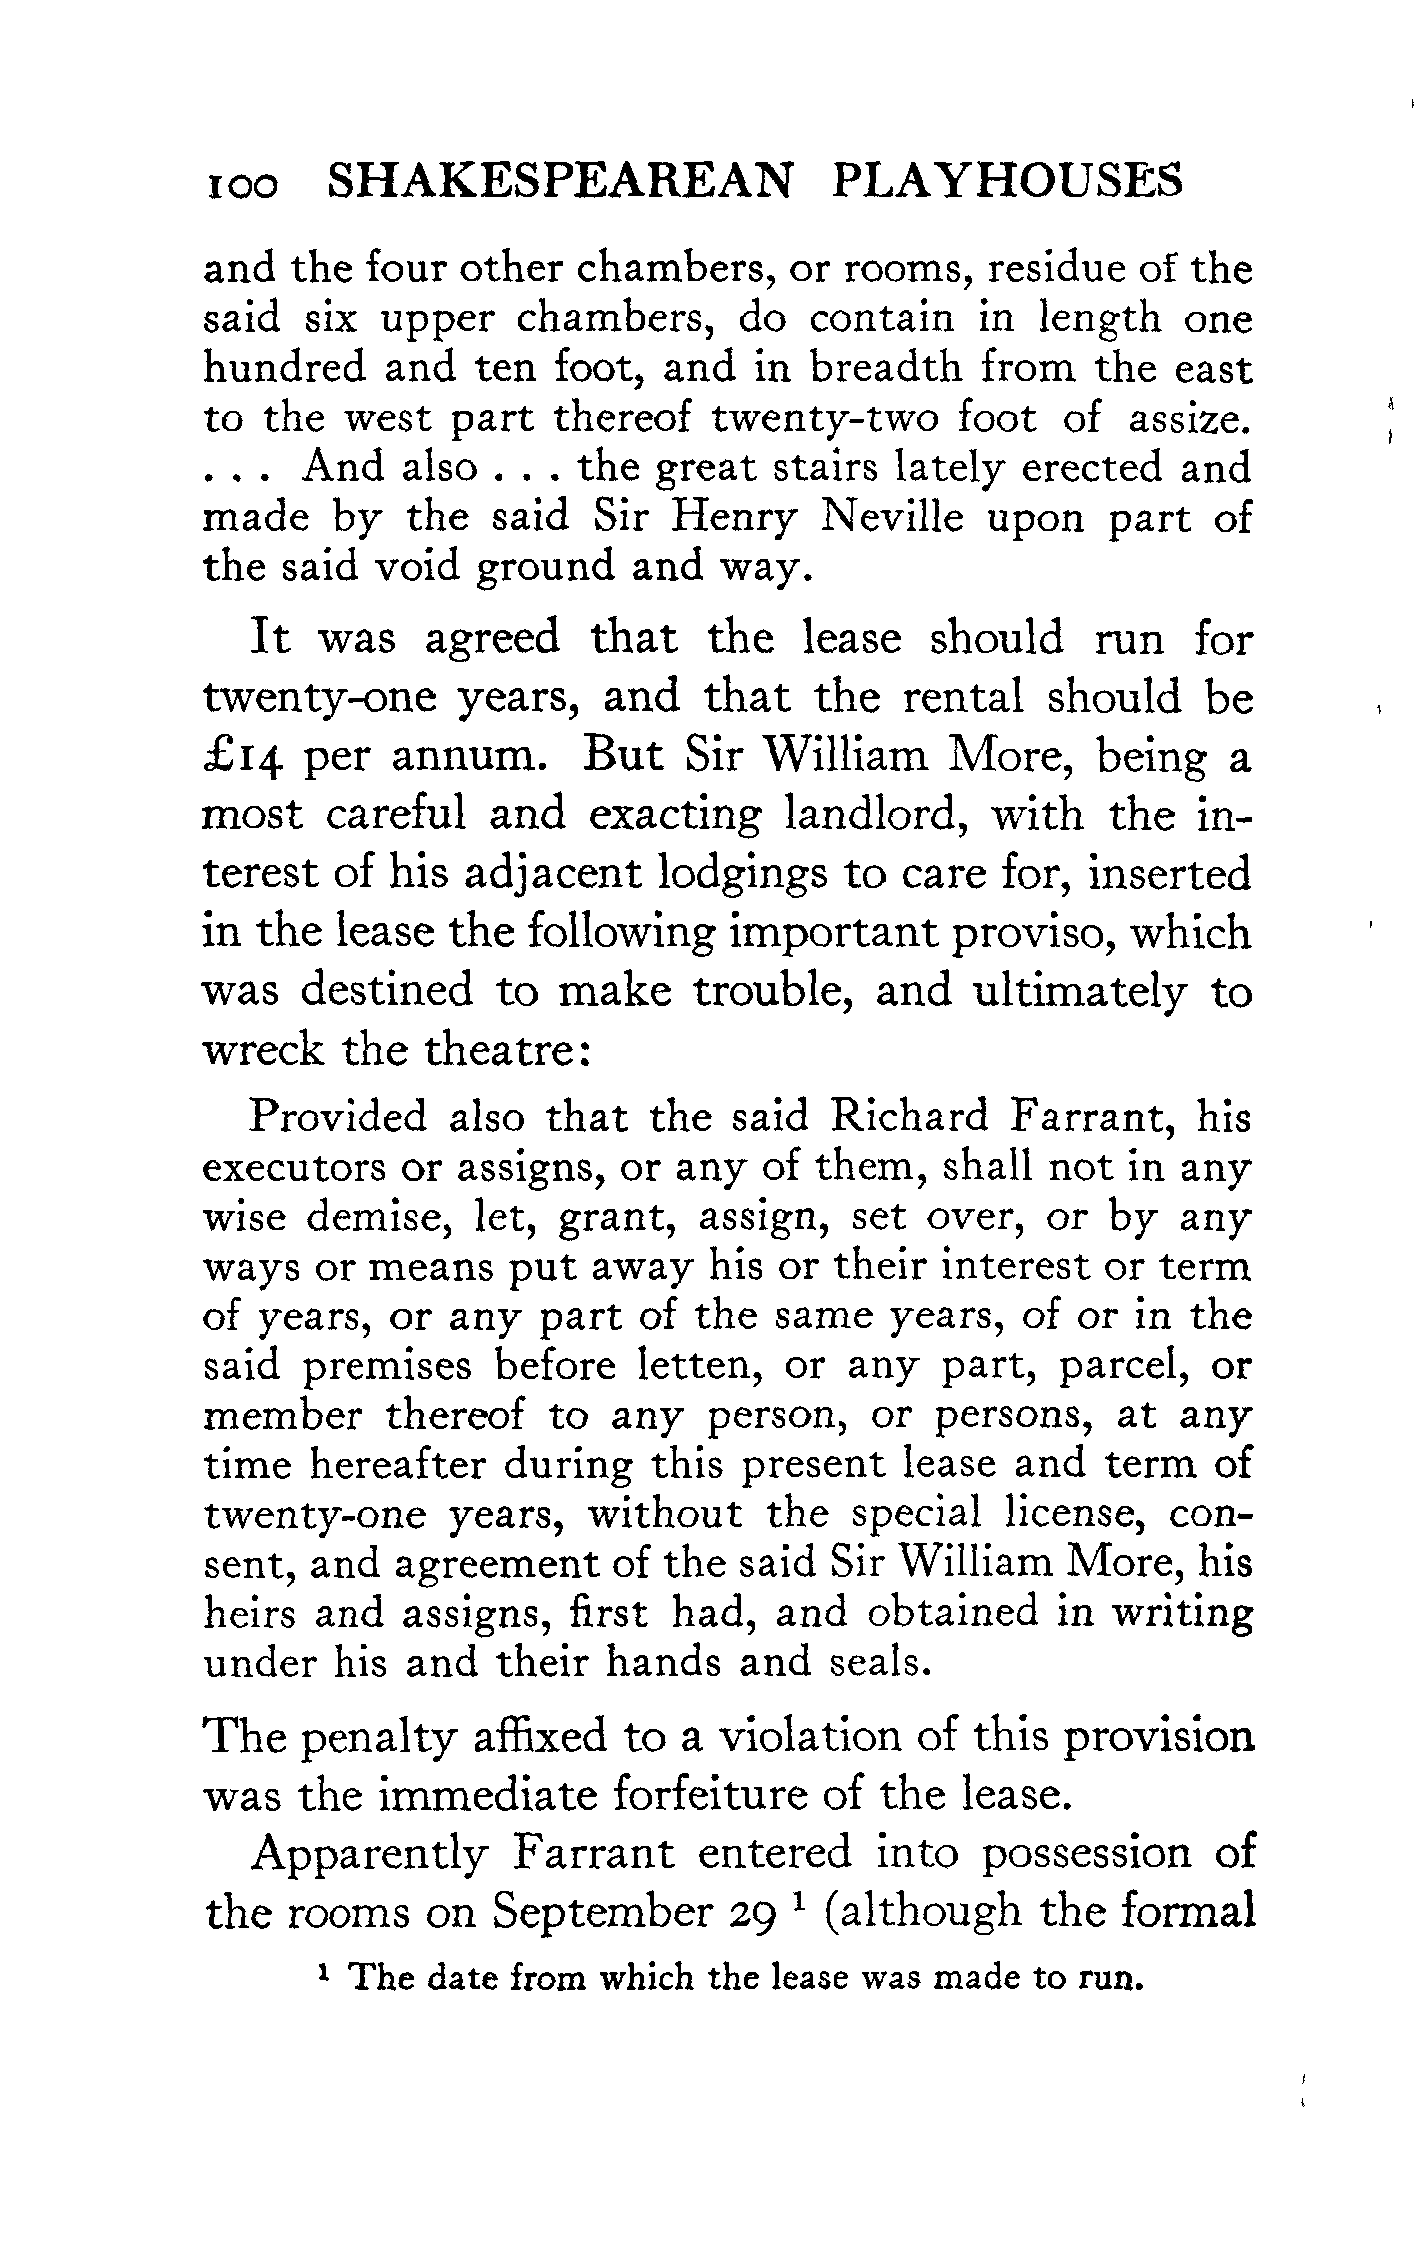 100 SHAKESPEAREAN PLAYHOUSES
and the four other chambers, or rooms, residue of the
said six upper chambers, do contain in length one
hundred and ten foot, and in breadth from the east
to the west part thereof twenty-two foot of assize.
. . . And also . . . the great stairs lately erected and
made by the said Sir Henry Neville upon part of
the said void ground and way.
It was agreed that the lease should run for
twenty-one years, and that the rental should be
£14 per annum. But Sir William More, being a
most careful and exacting landlord, with the in-
terest of his adjacent lodgings to care for, inserted
in the lease the following important proviso, which
was destined to make trouble, and ultimately to
wreck the theatre:
Provided also that the said Richard Farrant, his
executors or assigns, or any of them, shall not in any
wise demise, let, grant, assign, set over, or by any
ways or means put away his or their interest or term
of years, or any part of the same years, of or in the
said premises before letten, or any part, parcel, or
member thereof to any person, or persons, at any
time hereafter during this present lease and term of
twenty-one years, without the special license, con-
sent, and agreement of the said Sir William More, his
heirs and assigns, first had, and obtained in writing
under his and their hands and seals.
The penalty affixed to a violation of this provision
was the immediate forfeiture of the lease.
Apparently Farrant entered into possession of
the rooms on September 29 ¹ (although the formal
¹ The date from which the lease was made to run.